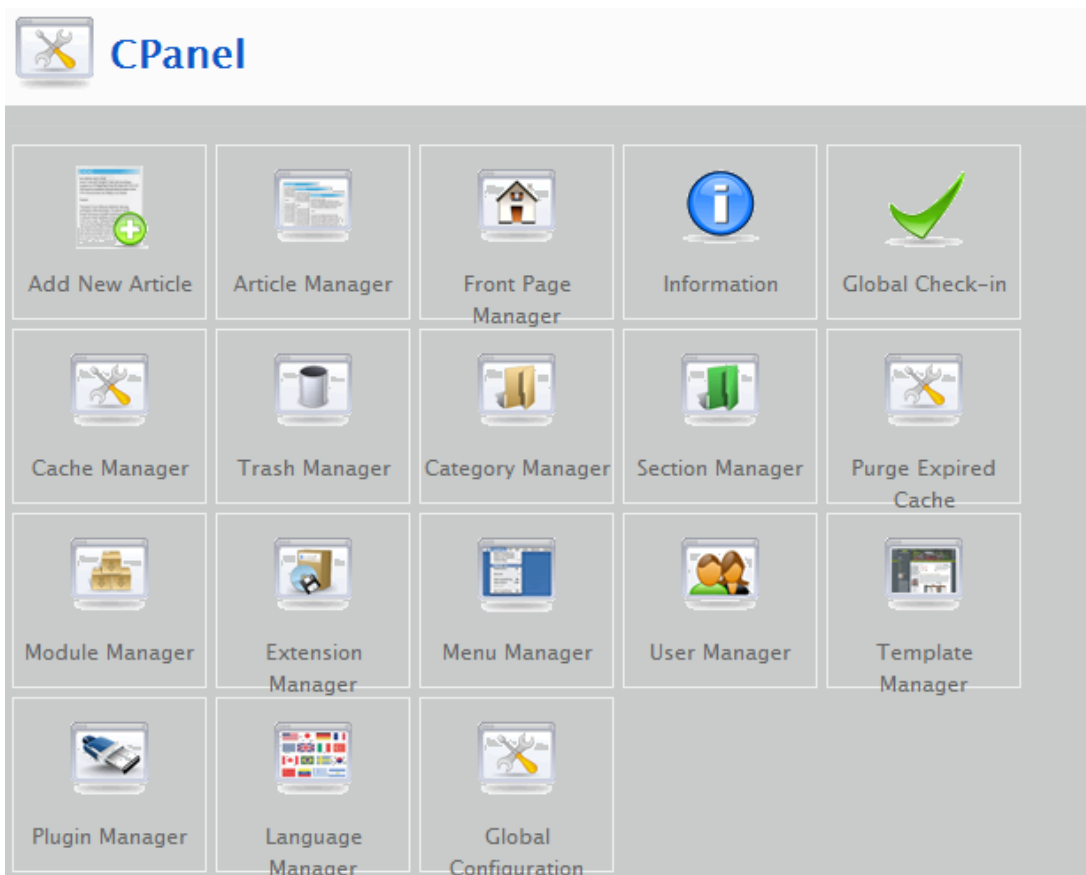 CPanel
Add New Article
Article Manager
Front Page
Manager
Information
Global Check-in
Cache Manager
Trash Manager
Category Manager
Section Manager
Purge Expired
Cache
Module Manager
Extension
Manager
Menu Manager
User Manager
Template
Manager
Plugin Manager
Language
Manager
Global
Configuration